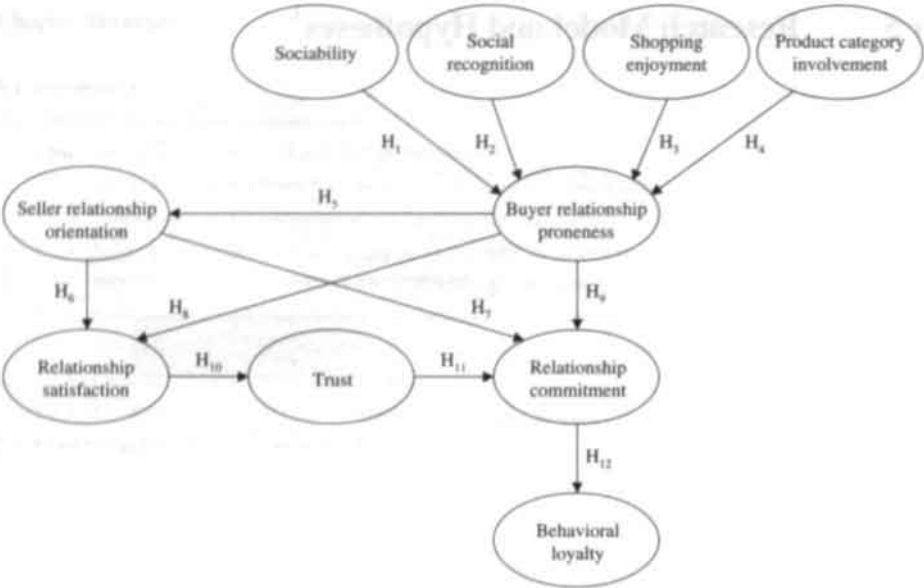 Sociability
Social
recognition
Shopping
enjoyment
Product category
involvement
H₁
H₂
H₃
H₄
Seller relationship
orientation
H₅
Buyer relationship
proneness
H₆
H₈
H₇
H₉
Relationship
satisfaction
H₁₀
Trust
H₁₁
Relationship
commitment
H₁₂
Behavioral
loyalty